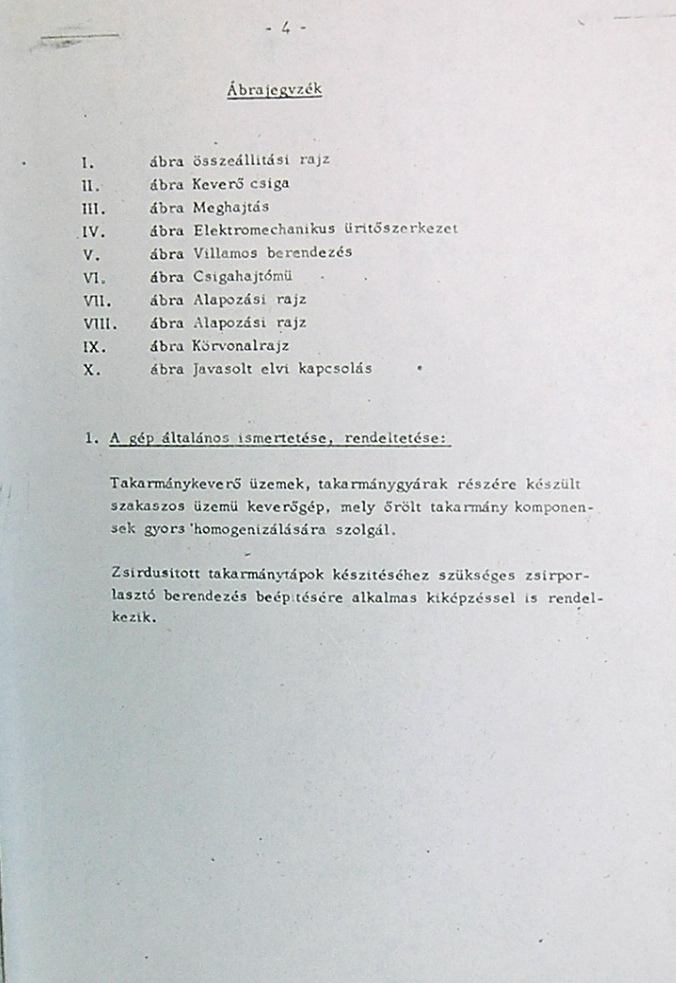 - 4 -
Ábrajegyzék
I. ábra összeállitási rajz
II. ábra Keverő csiga
III. ábra Meghajtás
IV. ábra Elektromechanikus üritőszerkezet
V. ábra Villamos berendezés
VI. ábra Csigahajtómü
VII. ábra Alapozási rajz
VIII. ábra Alapozási rajz
IX. ábra Körvonalrajz
X. ábra Javasolt elvi kapcsolás
1. A gép általános ismertetése, rendeltetése:
Takarmánykeverő üzemek, takarmánygyárak részére készült
szakaszos üzemü keverőgép, mely őrölt takarmány komponen-
sek gyors homogenizálására szolgál.
Zsirdusitott takarmánytápok készitéséhez szükséges zsirpor-
lasztó berendezés beépitésére alkalmas kiképzéssel is rendel-
kezik.